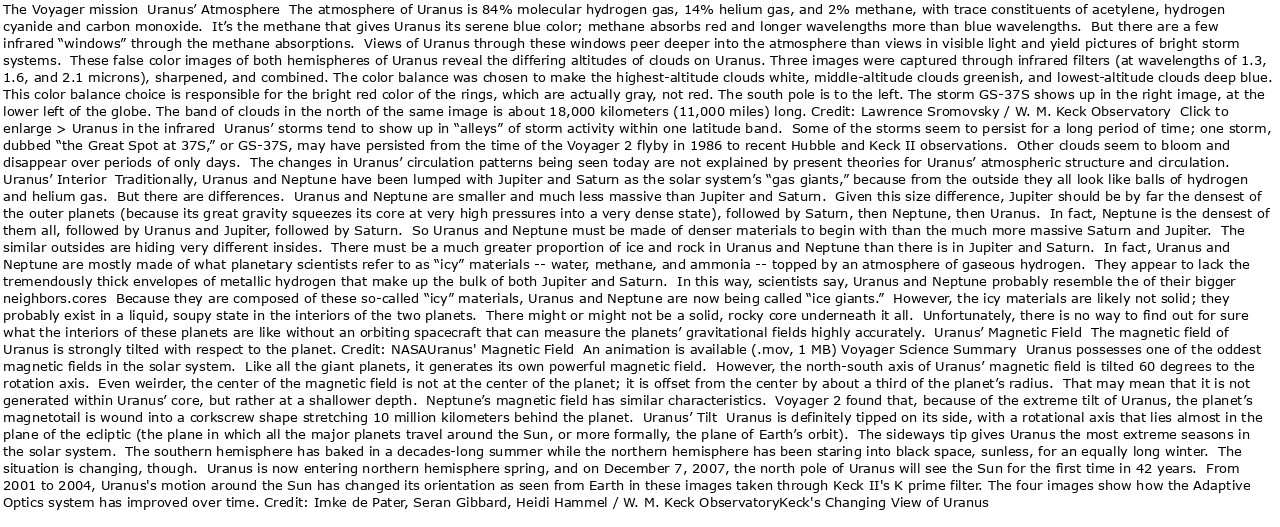 The Voyager mission  Uranus’ Atmosphere  The atmosphere of Uranus is 84% molecular hydrogen gas, 14% helium gas, and 2% methane, with trace constituents of acetylene, hydrogen
cyanide and carbon monoxide.  It’s the methane that gives Uranus its serene blue color; methane absorbs red and longer wavelengths more than blue wavelengths.  But there are a few
infrared “windows” through the methane absorptions.  Views of Uranus through these windows peer deeper into the atmosphere than views in visible light and yield pictures of bright storm
systems.  These false color images of both hemispheres of Uranus reveal the differing altitudes of clouds on Uranus. Three images were captured through infrared filters (at wavelengths of 1.3,
1.6, and 2.1 microns), sharpened, and combined. The color balance was chosen to make the highest-altitude clouds white, middle-altitude clouds greenish, and lowest-altitude clouds deep blue.
This color balance choice is responsible for the bright red color of the rings, which are actually gray, not red. The south pole is to the left. The storm GS-37S shows up in the right image, at the
lower left of the globe. The band of clouds in the north of the same image is about 18,000 kilometers (11,000 miles) long. Credit: Lawrence Sromovsky / W. M. Keck Observatory  Click to
enlarge > Uranus in the infrared  Uranus’ storms tend to show up in “alleys” of storm activity within one latitude band.  Some of the storms seem to persist for a long period of time; one storm,
dubbed “the Great Spot at 37S,” or GS-37S, may have persisted from the time of the Voyager 2 flyby in 1986 to recent Hubble and Keck II observations.  Other clouds seem to bloom and
disappear over periods of only days.  The changes in Uranus’ circulation patterns being seen today are not explained by present theories for Uranus’ atmospheric structure and circulation.
Uranus’ Interior  Traditionally, Uranus and Neptune have been lumped with Jupiter and Saturn as the solar system’s “gas giants,” because from the outside they all look like balls of hydrogen
and helium gas.  But there are differences.  Uranus and Neptune are smaller and much less massive than Jupiter and Saturn.  Given this size difference, Jupiter should be by far the densest of
the outer planets (because its great gravity squeezes its core at very high pressures into a very dense state), followed by Saturn, then Neptune, then Uranus.  In fact, Neptune is the densest of
them all, followed by Uranus and Jupiter, followed by Saturn.  So Uranus and Neptune must be made of denser materials to begin with than the much more massive Saturn and Jupiter.  The
similar outsides are hiding very different insides.  There must be a much greater proportion of ice and rock in Uranus and Neptune than there is in Jupiter and Saturn.  In fact, Uranus and
Neptune are mostly made of what planetary scientists refer to as “icy” materials -- water, methane, and ammonia -- topped by an atmosphere of gaseous hydrogen.  They appear to lack the
tremendously thick envelopes of metallic hydrogen that make up the bulk of both Jupiter and Saturn.  In this way, scientists say, Uranus and Neptune probably resemble the of their bigger
neighbors.cores  Because they are composed of these so-called “icy” materials, Uranus and Neptune are now being called “ice giants.”  However, the icy materials are likely not solid; they
probably exist in a liquid, soupy state in the interiors of the two planets.  There might or might not be a solid, rocky core underneath it all.  Unfortunately, there is no way to find out for sure
what the interiors of these planets are like without an orbiting spacecraft that can measure the planets’ gravitational fields highly accurately.  Uranus’ Magnetic Field  The magnetic field of
Uranus is strongly tilted with respect to the planet. Credit: NASAUranus' Magnetic Field  An animation is available (.mov, 1 MB) Voyager Science Summary  Uranus possesses one of the oddest
magnetic fields in the solar system.  Like all the giant planets, it generates its own powerful magnetic field.  However, the north-south axis of Uranus’ magnetic field is tilted 60 degrees to the
rotation axis.  Even weirder, the center of the magnetic field is not at the center of the planet; it is offset from the center by about a third of the planet’s radius.  That may mean that it is not
generated within Uranus’ core, but rather at a shallower depth.  Neptune’s magnetic field has similar characteristics.  Voyager 2 found that, because of the extreme tilt of Uranus, the planet’s
magnetotail is wound into a corkscrew shape stretching 10 million kilometers behind the planet.  Uranus’ Tilt  Uranus is definitely tipped on its side, with a rotational axis that lies almost in the
plane of the ecliptic (the plane in which all the major planets travel around the Sun, or more formally, the plane of Earth’s orbit).  The sideways tip gives Uranus the most extreme seasons in
the solar system.  The southern hemisphere has baked in a decades-long summer while the northern hemisphere has been staring into black space, sunless, for an equally long winter.  The
situation is changing, though.  Uranus is now entering northern hemisphere spring, and on December 7, 2007, the north pole of Uranus will see the Sun for the first time in 42 years.  From
2001 to 2004, Uranus's motion around the Sun has changed its orientation as seen from Earth in these images taken through Keck II's K prime filter. The four images show how the Adaptive
Optics system has improved over time. Credit: Imke de Pater, Seran Gibbard, Heidi Hammel / W. M. Keck ObservatoryKeck's Changing View of Uranus